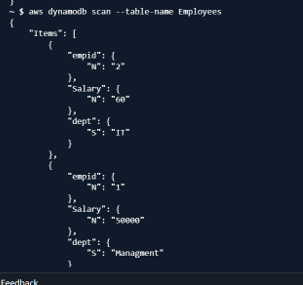 }
~ $ aws dynamodb scan --table-name Employees
{
    "Items": [
        {
            "empid": {
                "N": "2"
            },
            "Salary": {
                "N": "60"
            },
            "dept": {
                "S": "IT"
            }
        },
        {
            "empid": {
                "N": "1"
            },
            "Salary": {
                "N": "50000"
            },
            "dept": {
                "S": "Managment"
            }
Feedback